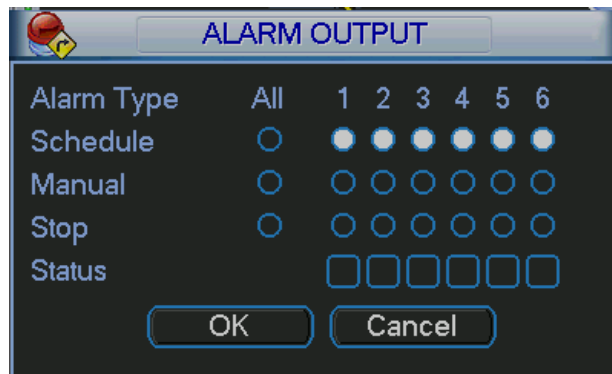 ALARM OUTPUT
Alarm Type All 1 2 3 4 5 6
Schedule
Manual
Stop
Status
OK Cancel